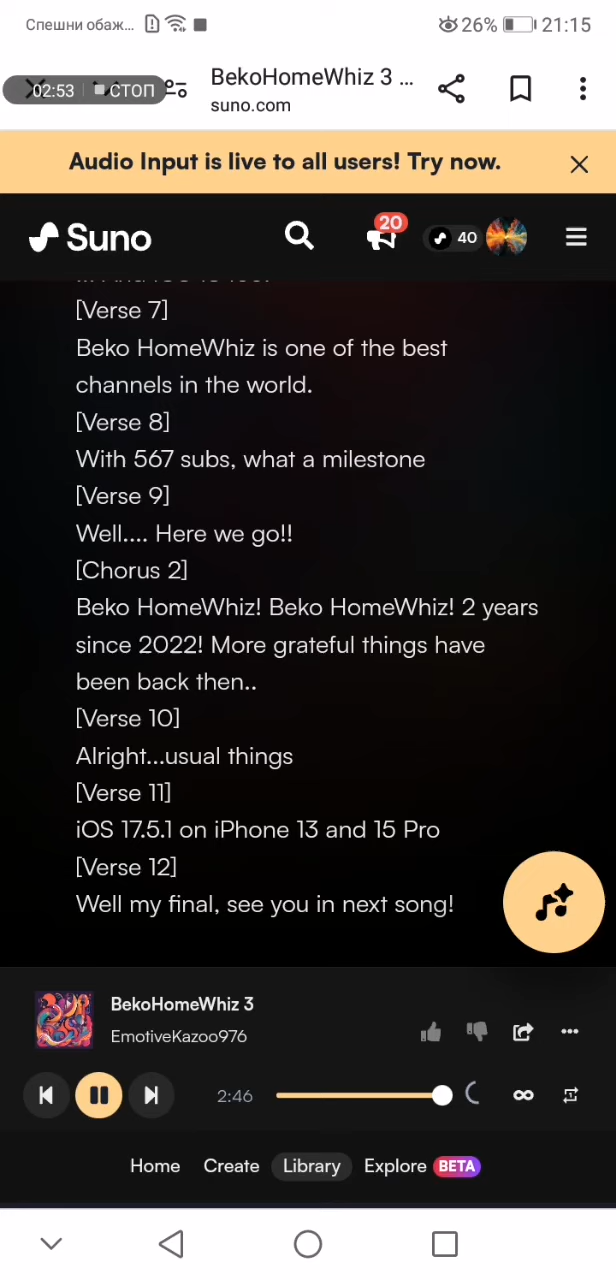 Спешни обаж... 26% 21:15
02:53 СТОП BekoHomeWhiz 3 ...
suno.com
Audio Input is live to all users! Try now.
Suno 20 40
[Verse 7]
Beko HomeWhiz is one of the best
channels in the world.
[Verse 8]
With 567 subs, what a milestone
[Verse 9]
Well.... Here we go!!
[Chorus 2]
Beko HomeWhiz! Beko HomeWhiz! 2 years
since 2022! More grateful things have
been back then..
[Verse 10]
Alright...usual things
[Verse 11]
iOS 17.5.1 on iPhone 13 and 15 Pro
[Verse 12]
Well my final, see you in next song!
BekoHomeWhiz 3
EmotiveKazoo976
2:46
Home Create Library Explore BETA